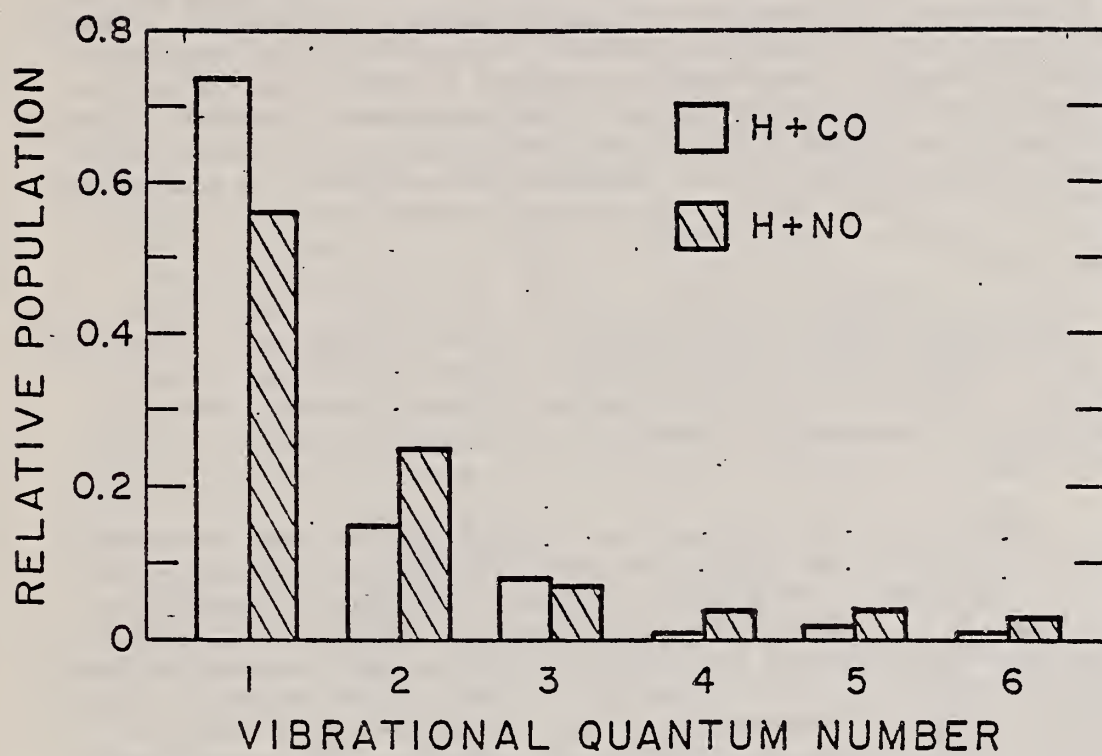 RELATIVE POPULATION
0.8
0.6
0.4
0.2
0
H+CO
H+NO
1 2 3 4 5 6
VIBRATIONAL QUANTUM NUMBER